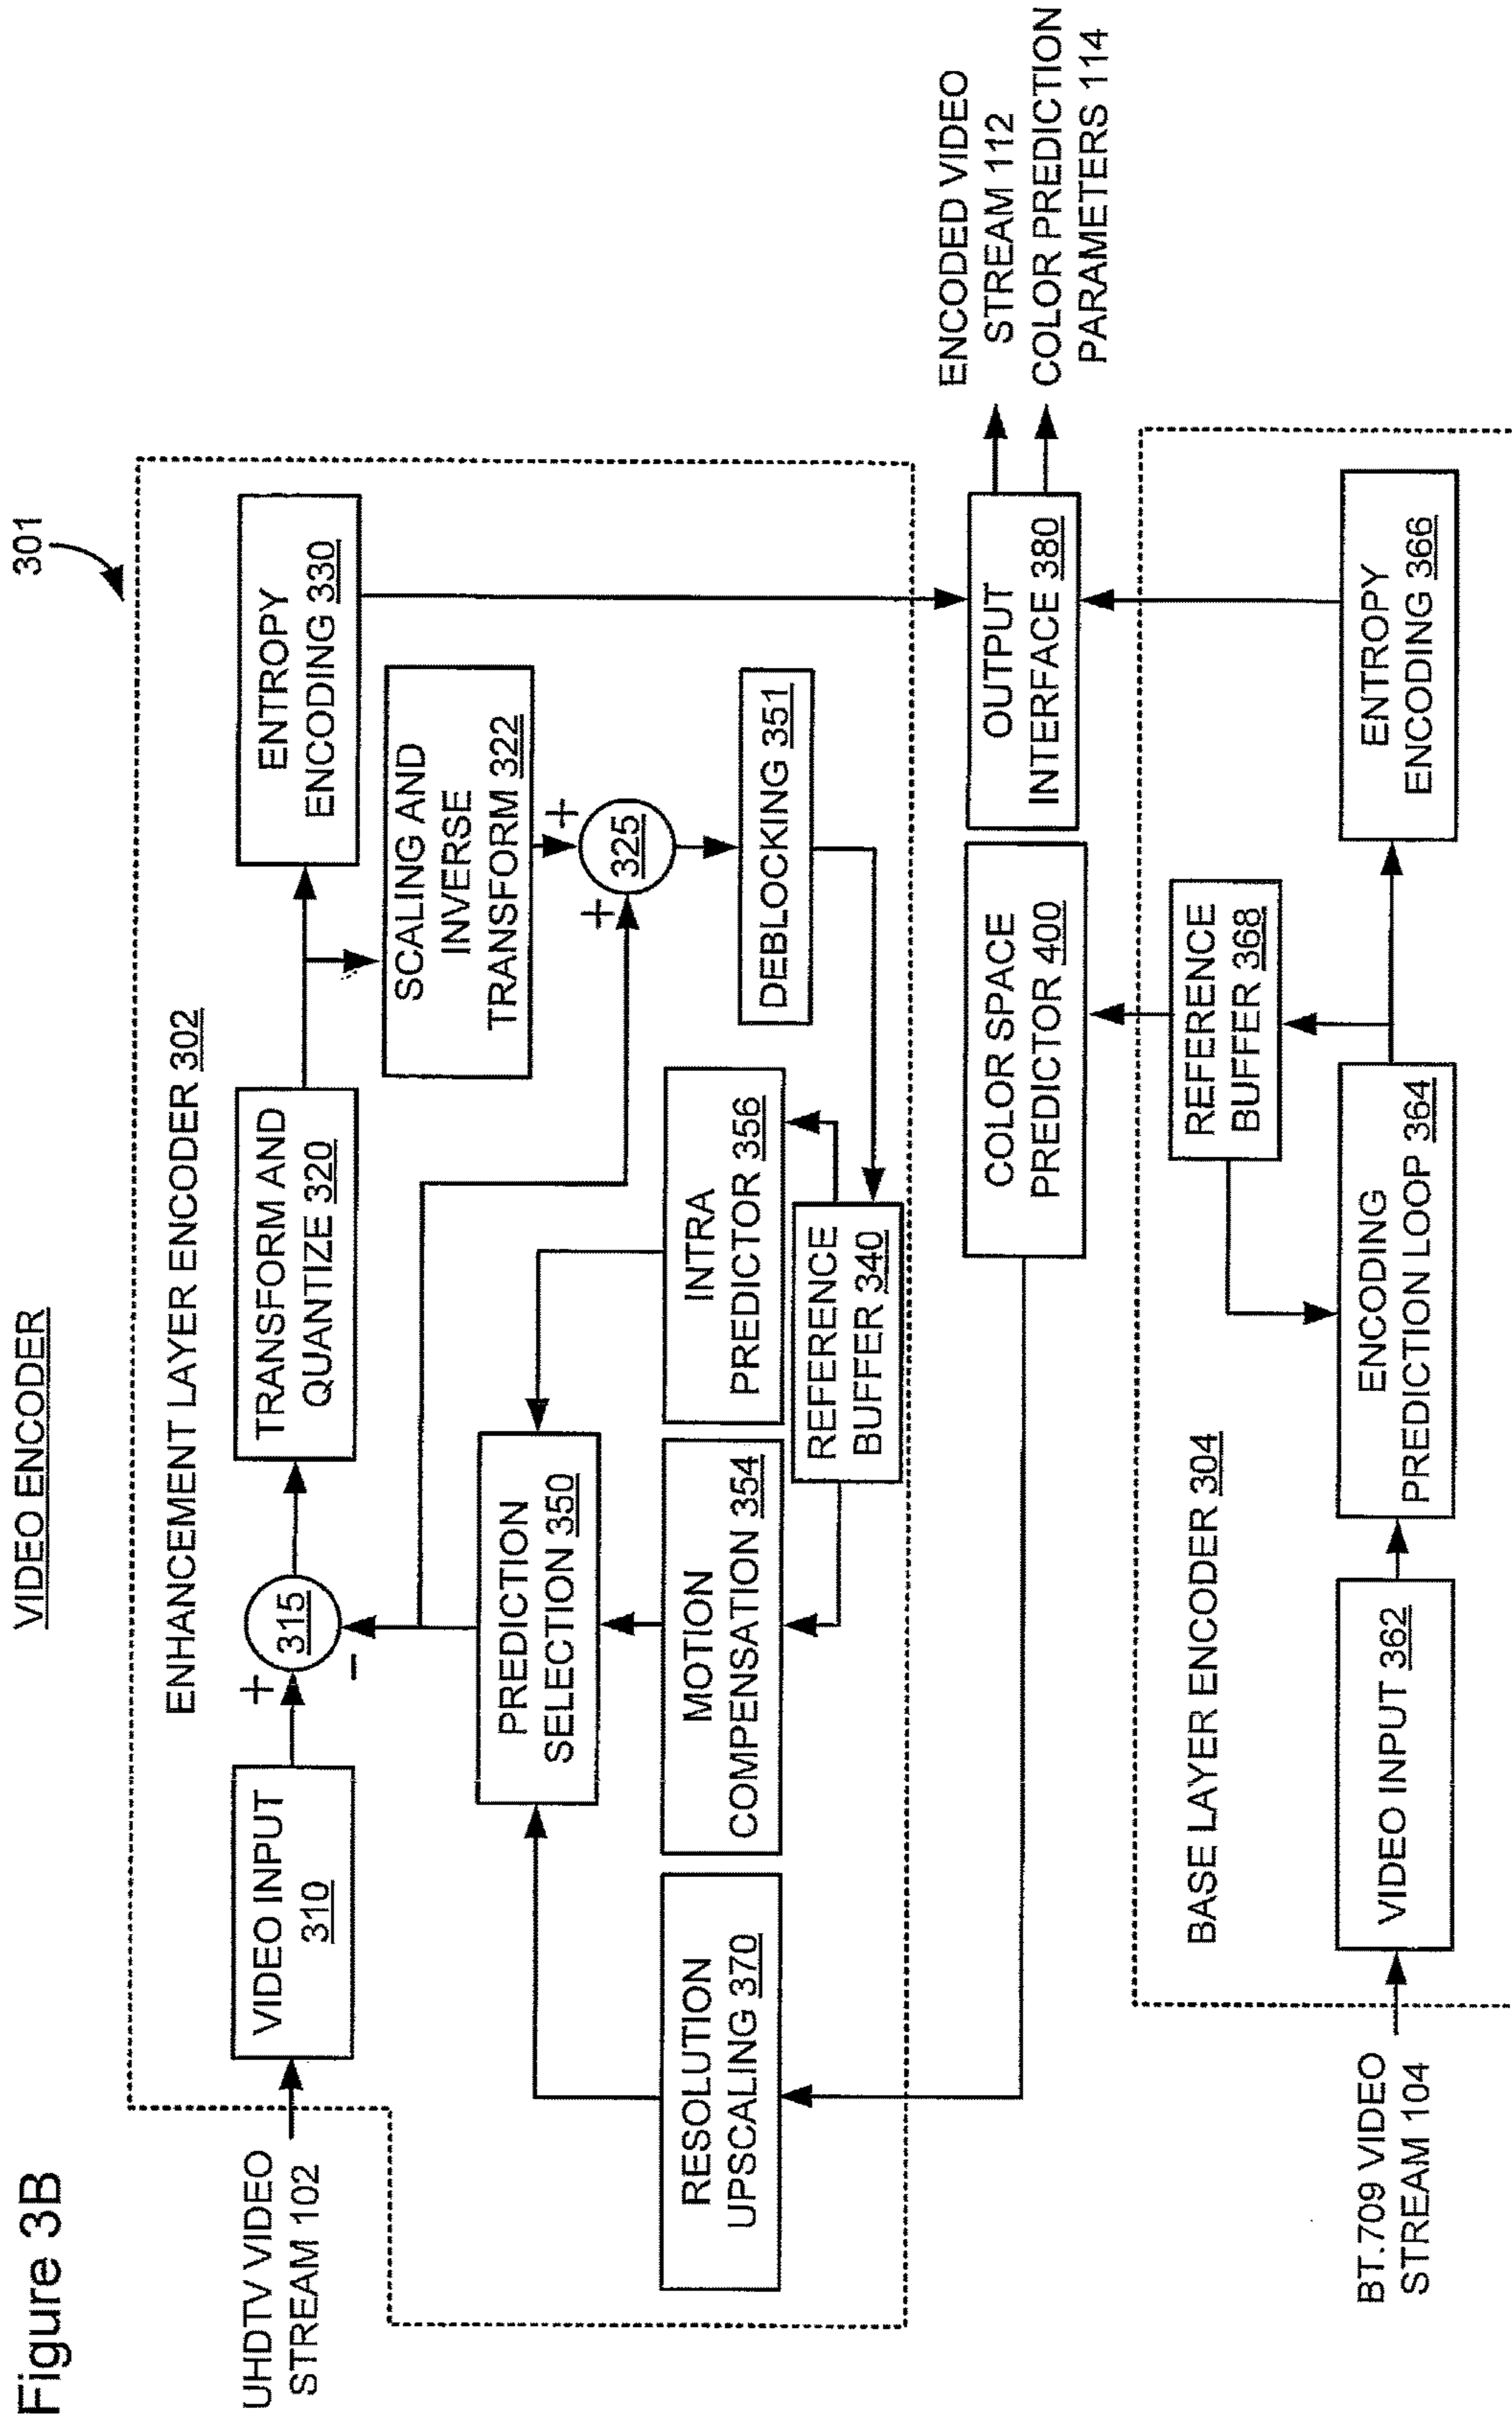 Figure 3B
VIDEO ENCODER
301
ENHANCEMENT LAYER ENCODER 302
UHDTV VIDEO
STREAM 102
VIDEO INPUT
310
+
-
315
TRANSFORM AND
QUANTIZE 320
ENTROPY
ENCODING 330
SCALING AND
INVERSE
TRANSFORM 322
+
+
325
PREDICTION
SELECTION 350
DEBLOCKING 351
RESOLUTION
UPSCALING 370
MOTION
COMPENSATION 354
INTRA
PREDICTOR 356
REFERENCE
BUFFER 340
COLOR SPACE
PREDICTOR 400
OUTPUT
INTERFACE 380
ENCODED VIDEO
STREAM 112
COLOR PREDICTION
PARAMETERS 114
BASE LAYER ENCODER 304
REFERENCE
BUFFER 368
BT.709 VIDEO
STREAM 104
VIDEO INPUT 362
ENCODING
PREDICTION LOOP 364
ENTROPY
ENCODING 366